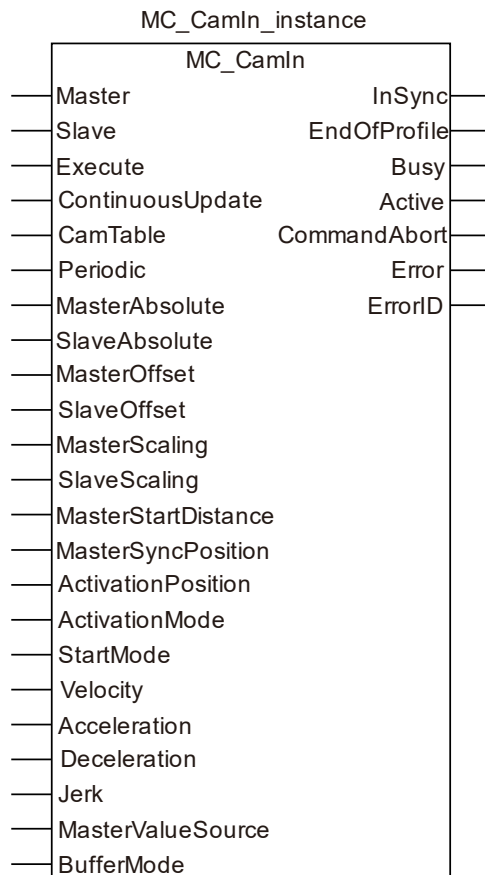 MC_CamIn_instance
MC_CamIn
Master InSync
Slave EndOfProfile
Execute Busy
ContinuousUpdate Active
CamTable CommandAbort
Periodic Error
MasterAbsolute ErrorID
SlaveAbsolute
MasterOffset
SlaveOffset
MasterScaling
SlaveScaling
MasterStartDistance
MasterSyncPosition
ActivationPosition
ActivationMode
StartMode
Velocity
Acceleration
Deceleration
Jerk
MasterValueSource
BufferMode